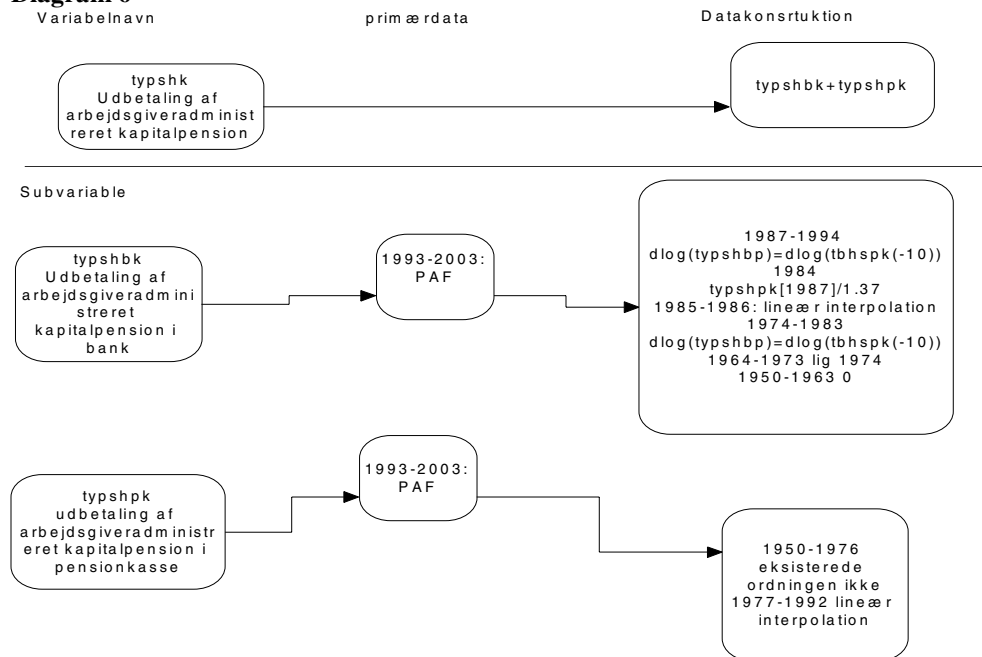 Diagram 6
Variabelnavn
primærdata
Datakonsrtuktion
typshk
Udbetaling af
arbejdsgiveradminist
reret kapitalpension
typshbk+typshpk
Subvariable
typshbk
Udbetaling af
arbejdsgiveradmini
streret
kapitalpension i
bank
1993-2003:
PAF
1987-1994
dlog(typshbp)=dlog(tbhspk(-10))
1984
typshpk[1987]/1.37
1985-1986: lineær interpolation
1974-1983
dlog(typshbp)=dlog(tbhspk(-10))
1964-1973 lig 1974
1950-1963 0
typshpk
udbetaling af
arbejdsgiveradministr
eret kapitalpension i
pensionkasse
1993-2003:
PAF
1950-1976
eksisterede
ordningen ikke
1977-1992 lineær
interpolation